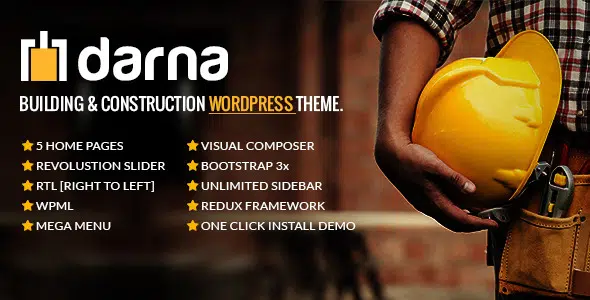 darna
BUILDING & CONSTRUCTION WORDPRESS THEME.
5 HOME PAGES
REVOLUSTION SLIDER
RTL [RIGHT TO LEFT]
WPML
MEGA MENU
VISUAL COMPOSER
BOOTSTRAP 3x
UNLIMITED SIDEBAR
REDUX FRAMEWORK
ONE CLICK INSTALL DEMO